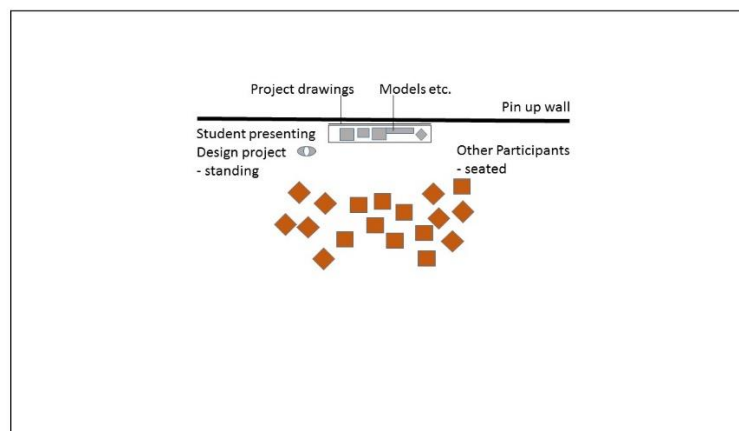 Project drawings
Models etc.
Pin up wall
Student presenting
Design project
- standing
Other Participants
- seated